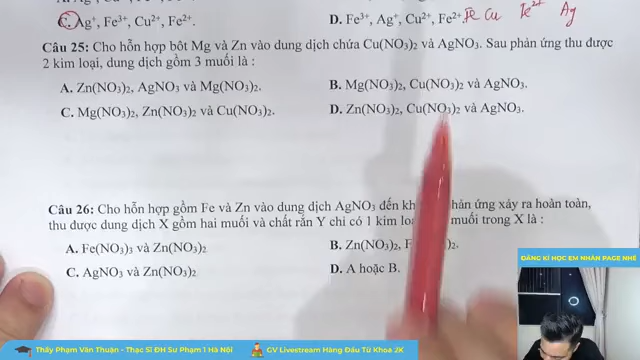 C. Ag⁺, Fe³⁺, Cu²⁺, Fe²⁺.
D. Fe³⁺, Ag⁺, Cu²⁺, Fe²⁺ Fe Cu Fe²⁺ Ag
Câu 25: Cho hỗn hợp bột Mg và Zn vào dung dịch chứa Cu(NO₃)₂ và AgNO₃. Sau phản ứng thu được
2 kim loại, dung dịch gồm 3 muối là :
A. Zn(NO₃)₂, AgNO₃ và Mg(NO₃)₂.
B. Mg(NO₃)₂, Cu(NO₃)₂ và AgNO₃.
C. Mg(NO₃)₂, Zn(NO₃)₂ và Cu(NO₃)₂.
D. Zn(NO₃)₂, Cu(NO₃)₂ và AgNO₃.
Câu 26: Cho hỗn hợp gồm Fe và Zn vào dung dịch AgNO₃ đến phản ứng xảy ra hoàn toàn,
thu được dung dịch X gồm hai muối và chất rắn Y chỉ có 1 kim muối trong X là :
A. Fe(NO₃)₃ và Zn(NO₃)₂
B. Zn(NO₃)₂,
C. AgNO₃ và Zn(NO₃)₂
D. A hoặc B.
ĐĂNG KÍ HỌC EM NHẮN PAGE NHÉ
Thầy Phạm Văn Thuận - Thạc Sĩ ĐH Sư Phạm 1 Hà Nội
GV Livestream Hàng Đầu Từ Khoá 2K